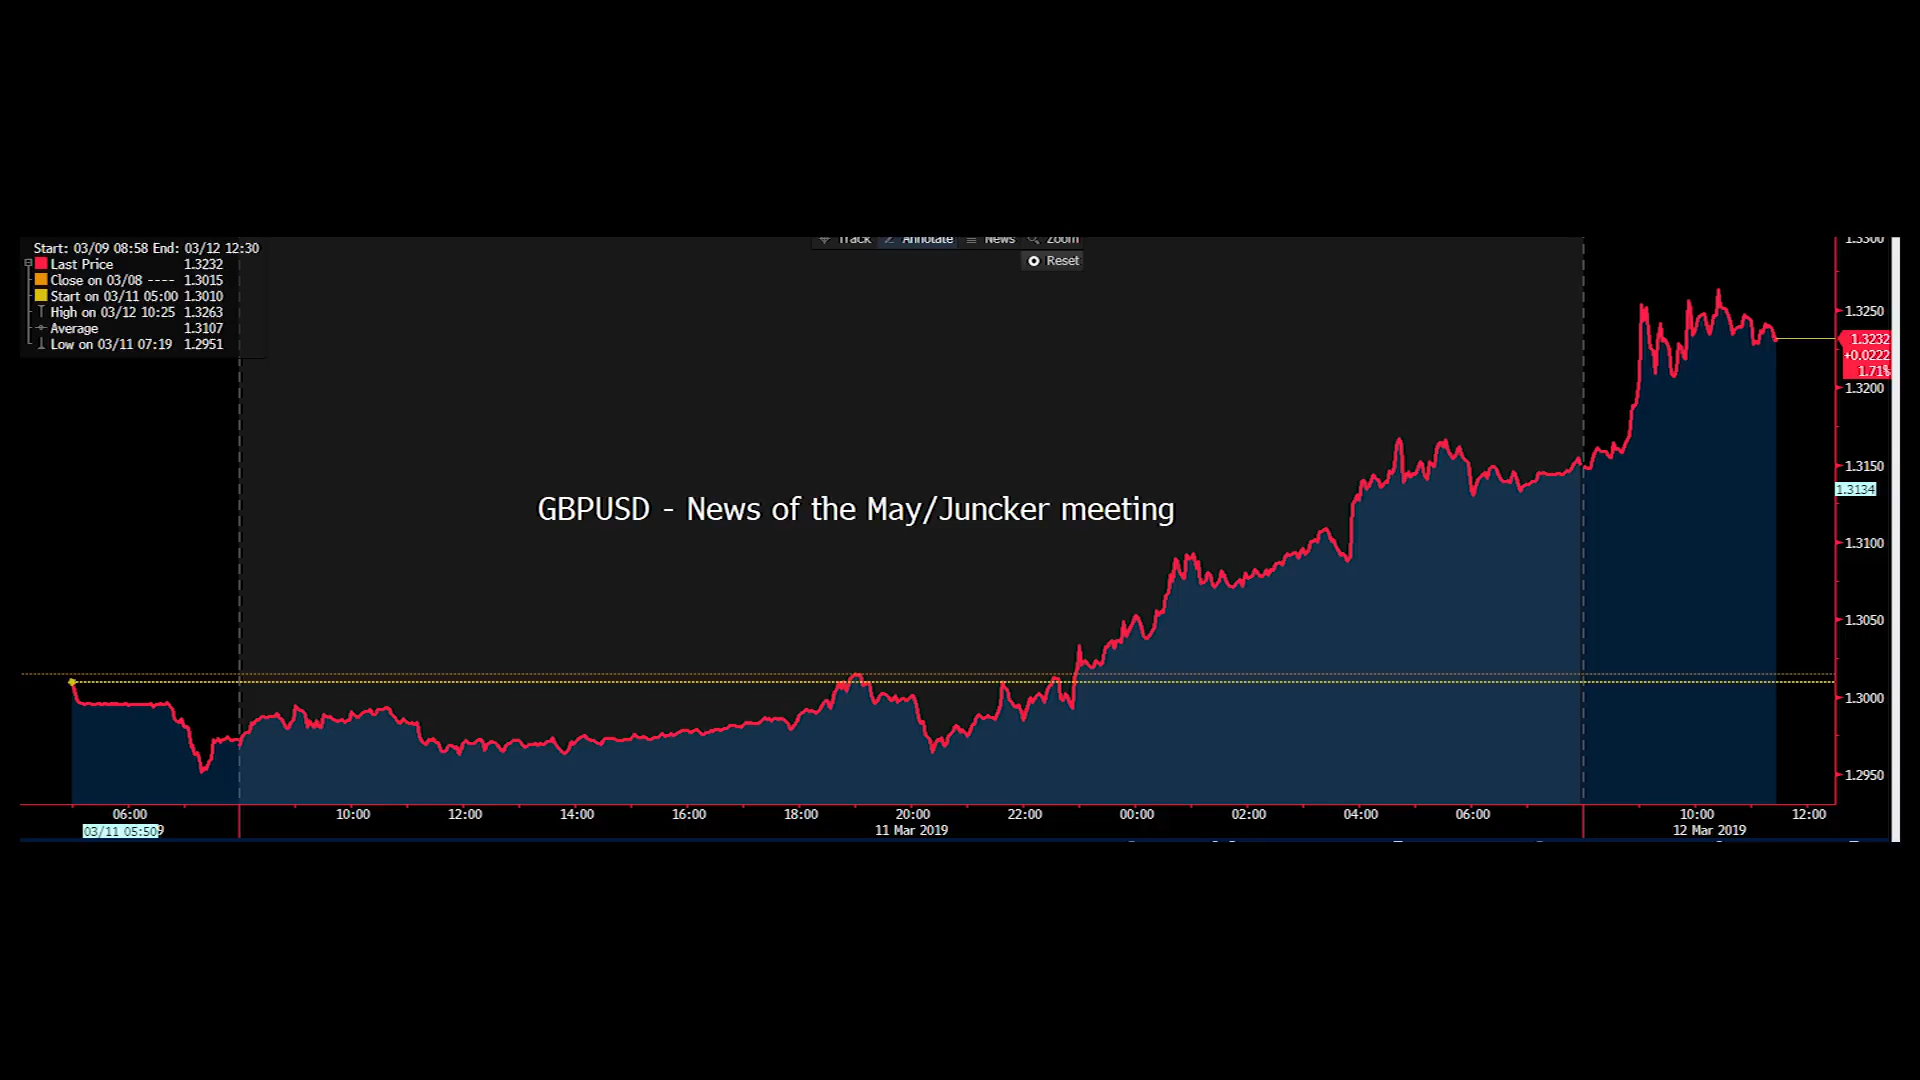 Track Annotate News Zoom
Reset
Start: 03/09 08:58 End: 03/12 12:30
Last Price 1.3232
Close on 03/08 ---- 1.3015
Start on 03/11 05:00 1.3010
High on 03/12 10:25 1.3263
Average 1.3107
Low on 03/11 07:19 1.2951
GBPUSD - News of the May/Juncker meeting
1.3300
1.3250
1.3232
+0.0222
1.71%
1.3200
1.3150
1.3134
1.3100
1.3050
1.3000
1.2950
06:00 10:00 12:00 14:00 16:00 18:00 20:00 22:00 00:00 02:00 04:00 06:00 10:00 12:00
03/11 05:50 11 Mar 2019 12 Mar 2019